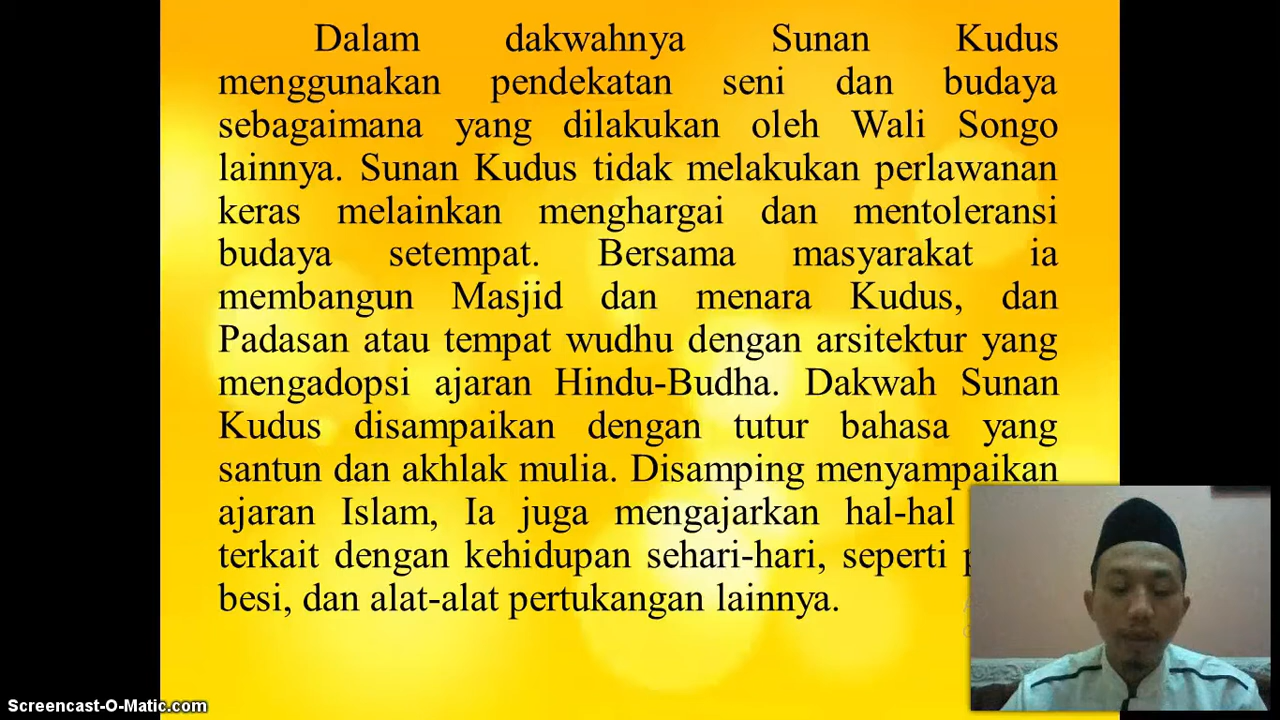 Dalam dakwahnya Sunan Kudus
menggunakan pendekatan seni dan budaya
sebagaimana yang dilakukan oleh Wali Songo
lainnya. Sunan Kudus tidak melakukan perlawanan
keras melainkan menghargai dan mentoleransi
budaya setempat. Bersama masyarakat ia
membangun Masjid dan menara Kudus, dan
Padasan atau tempat wudhu dengan arsitektur yang
mengadopsi ajaran Hindu-Budha. Dakwah Sunan
Kudus disampaikan dengan tutur bahasa yang
santun dan akhlak mulia. Disamping menyampaikan
ajaran Islam, Ia juga mengajarkan hal-hal
terkait dengan kehidupan sehari-hari, seperti
besi, dan alat-alat pertukangan lainnya.
Screencast-O-Matic.com